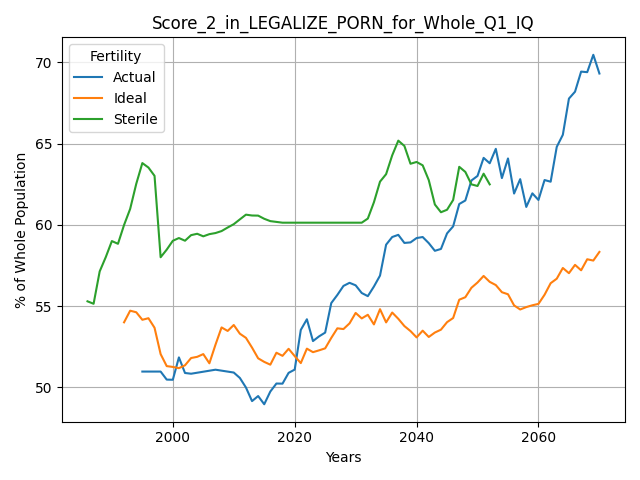 Score_2_in_LEGALIZE_PORN_for_Whole_Q1_IQ
Fertility
Actual
Ideal
Sterile
% of Whole Population
70
65
60
55
50
2000
2020
2040
2060
Years